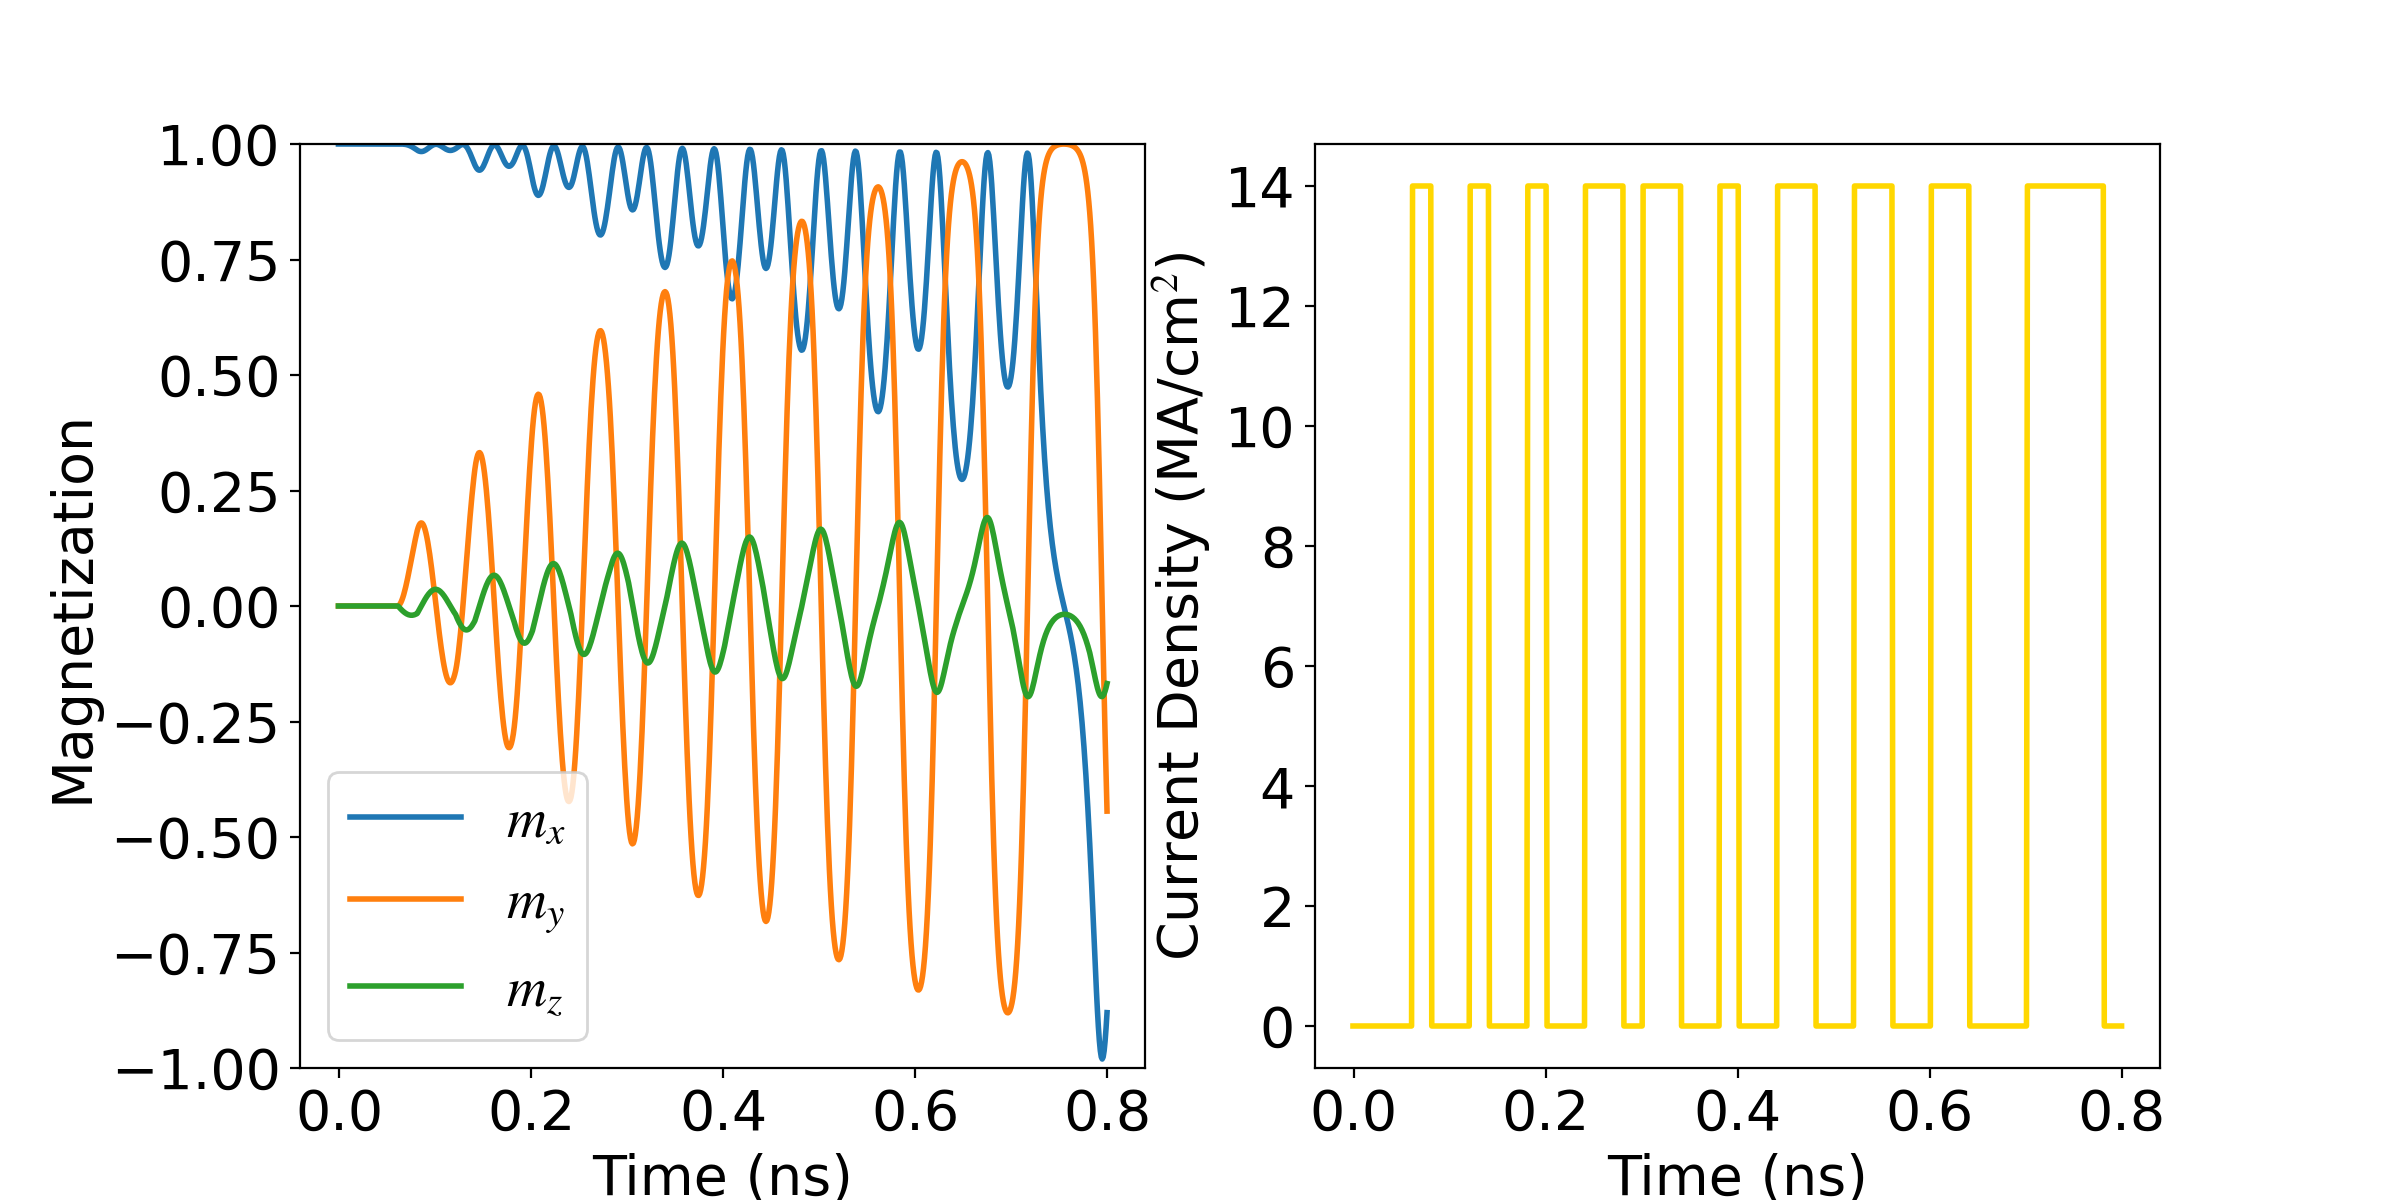 Magnetization
1.00
0.75
0.50
0.25
0.00
−0.25
−0.50
−0.75
−1.00
m_x
m_y
m_z
0.0 0.2 0.4 0.6 0.8
Time (ns)
Current Density (MA/cm²)
14
12
10
8
6
4
2
0
0.0 0.2 0.4 0.6 0.8
Time (ns)